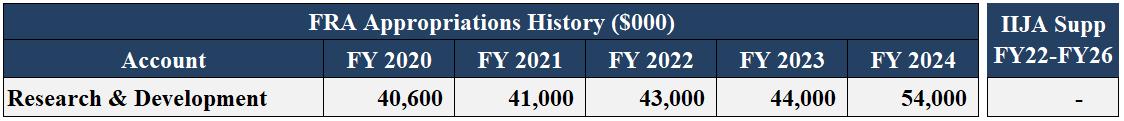 FRA Appropriations History ($000)
IIJA Supp
FY22-FY26
Account FY 2020 FY 2021 FY 2022 FY 2023 FY 2024
Research & Development 40,600 41,000 43,000 44,000 54,000 -